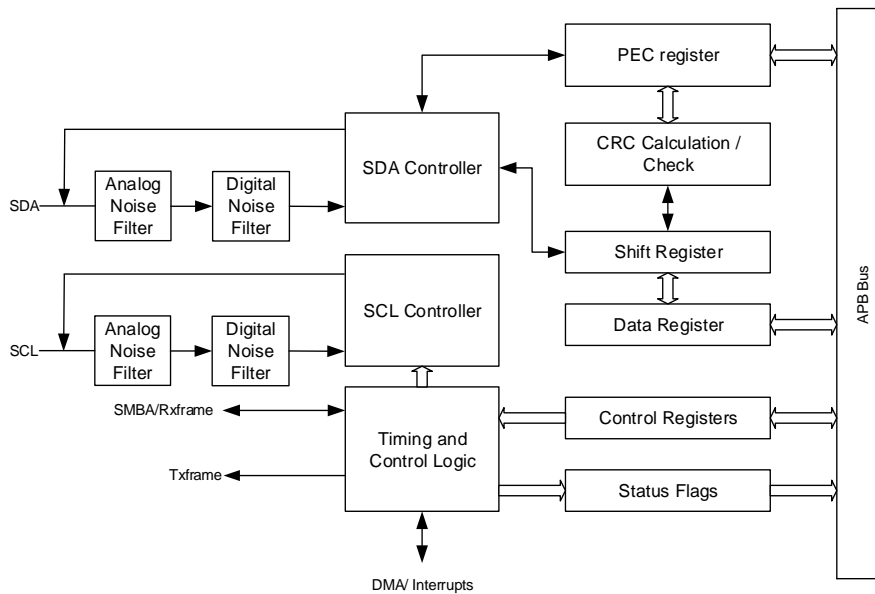 PEC register
CRC Calculation /
Check
SDA Controller
Analog
Noise
Filter
Digital
Noise
Filter
SDA
Shift Register
SCL Controller
Data Register
APB Bus
Analog
Noise
Filter
Digital
Noise
Filter
SCL
SMBA/Rxframe
Timing and
Control Logic
Control Registers
Txframe
Status Flags
DMA/ Interrupts